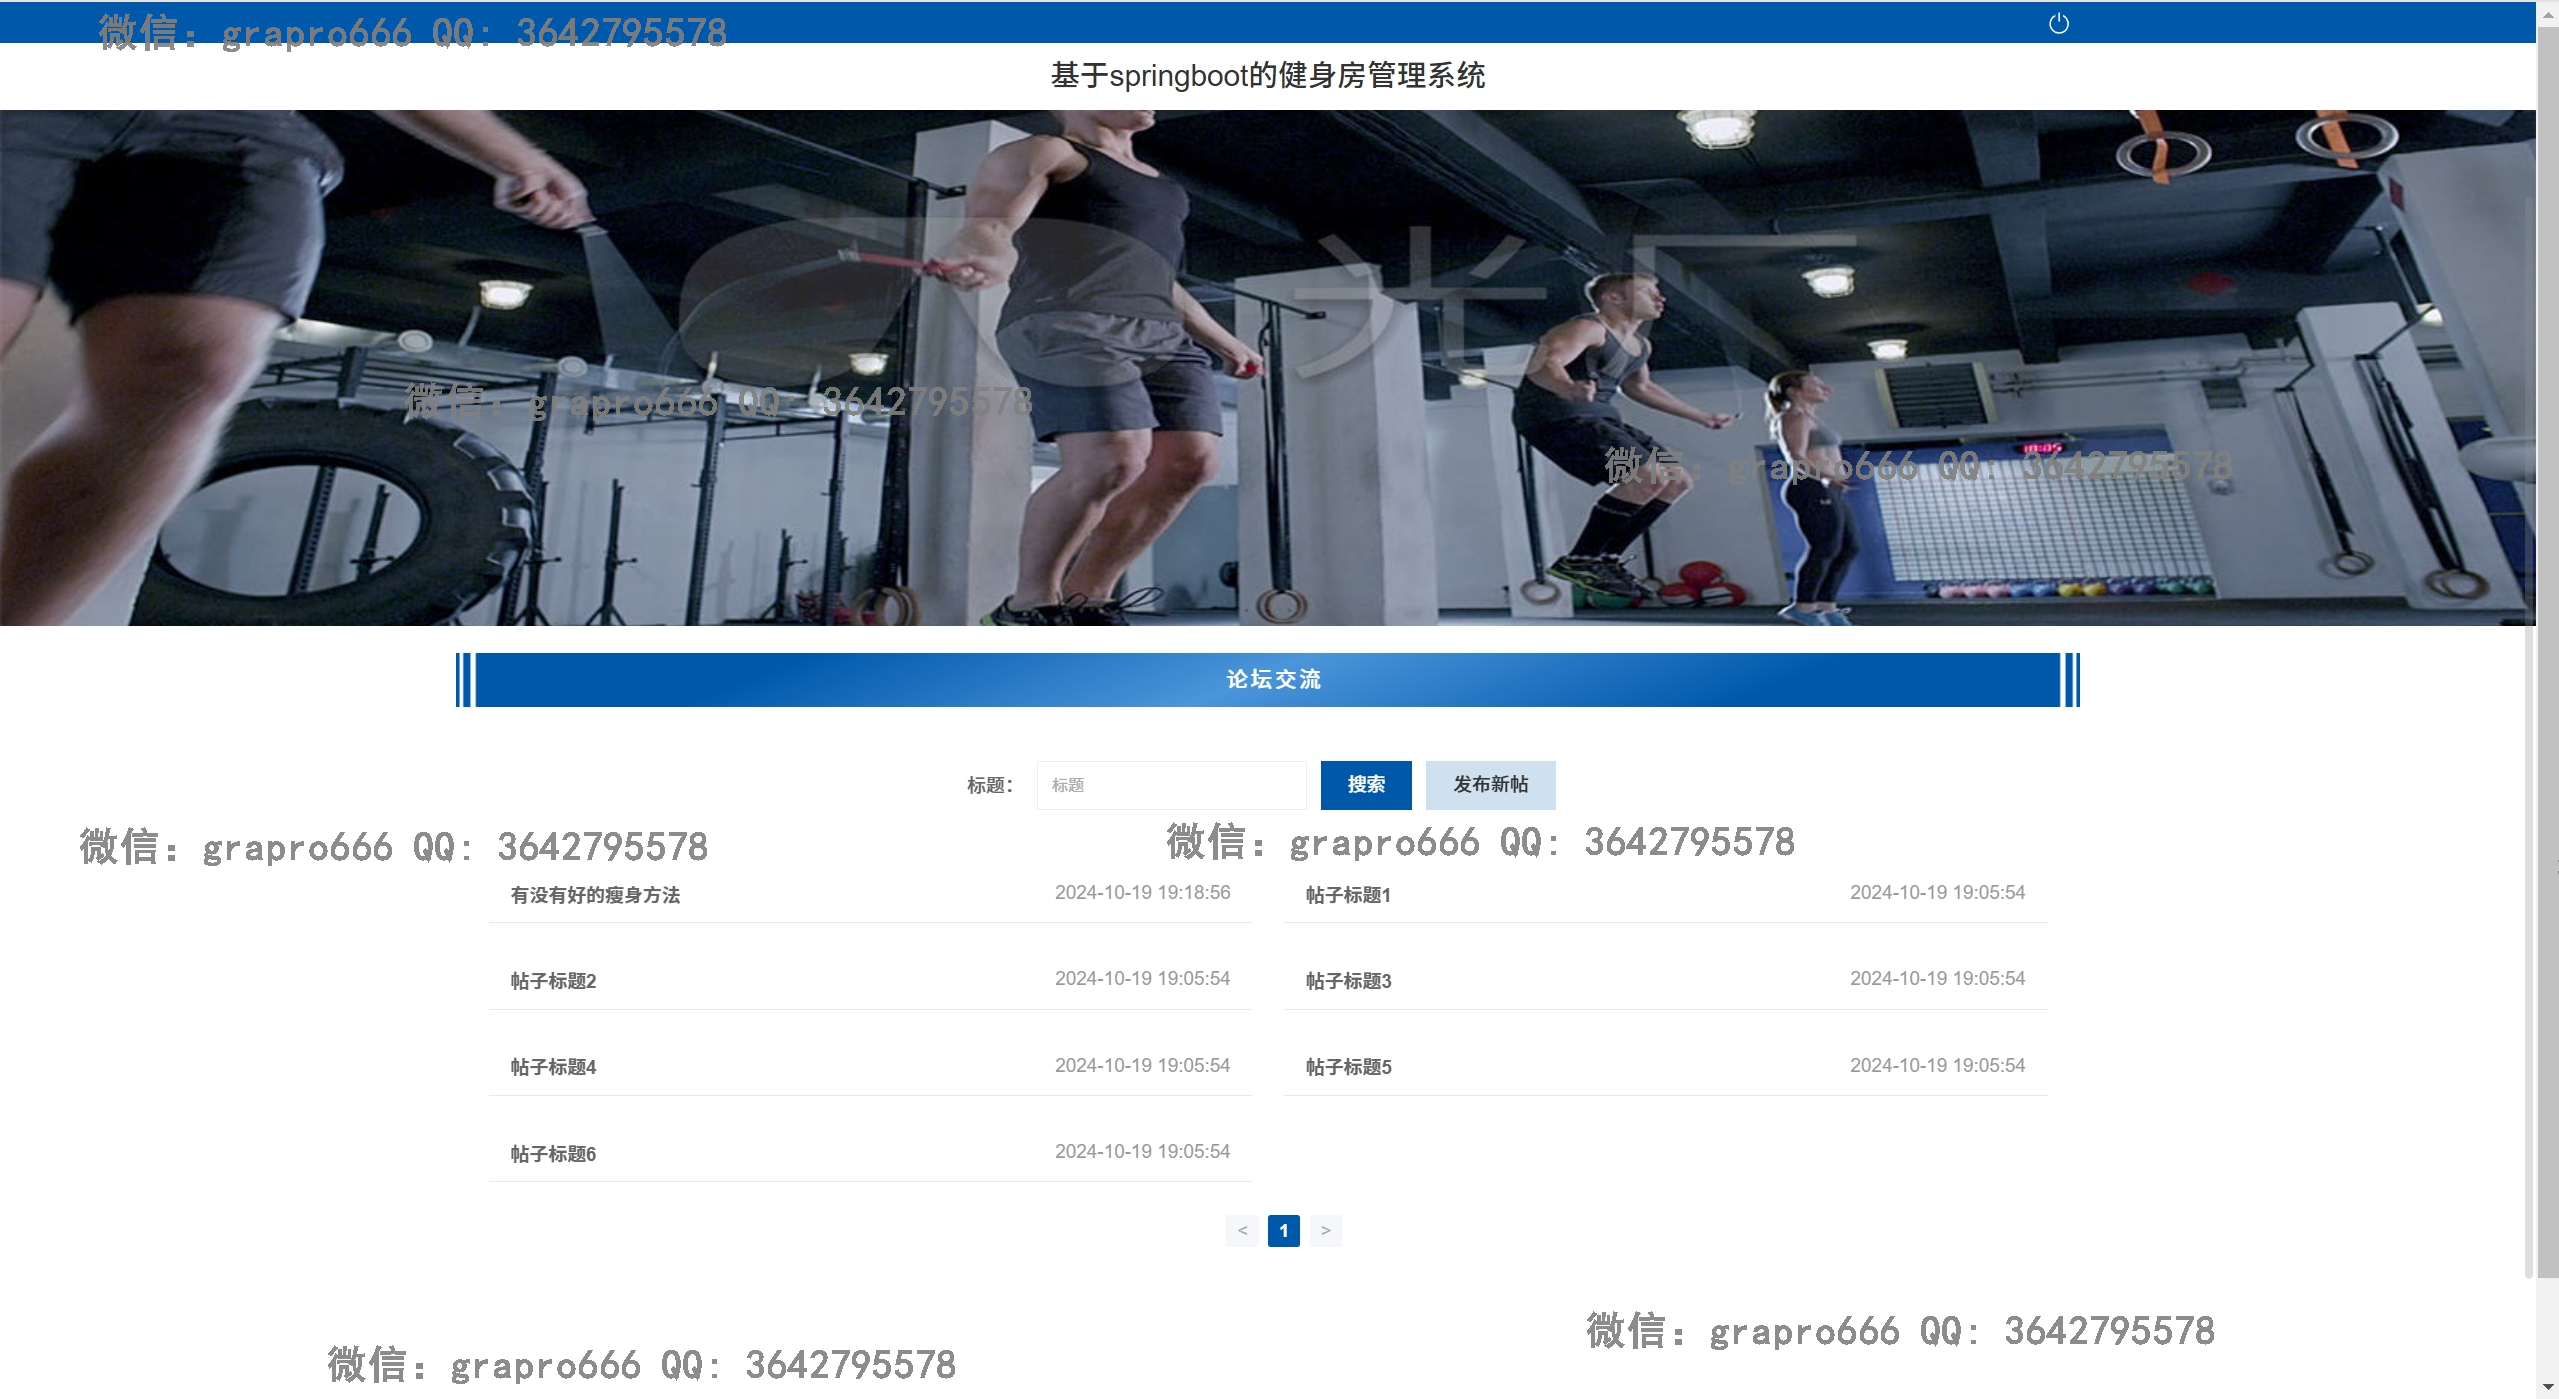 微信: grapro666 QQ: 3642795578
基于springboot的健身房管理系统
光厂
微信: grapro666 QQ: 3642795578
微信: grapro666 QQ: 3642795578
论坛交流
标题: 标题 搜索 发布新帖
微信: grapro666 QQ: 3642795578
微信: grapro666 QQ: 3642795578
有没有好的瘦身方法 2024-10-19 19:18:56
帖子标题1 2024-10-19 19:05:54
帖子标题2 2024-10-19 19:05:54
帖子标题3 2024-10-19 19:05:54
帖子标题4 2024-10-19 19:05:54
帖子标题5 2024-10-19 19:05:54
帖子标题6 2024-10-19 19:05:54
< 1 >
微信: grapro666 QQ: 3642795578
微信: grapro666 QQ: 3642795578